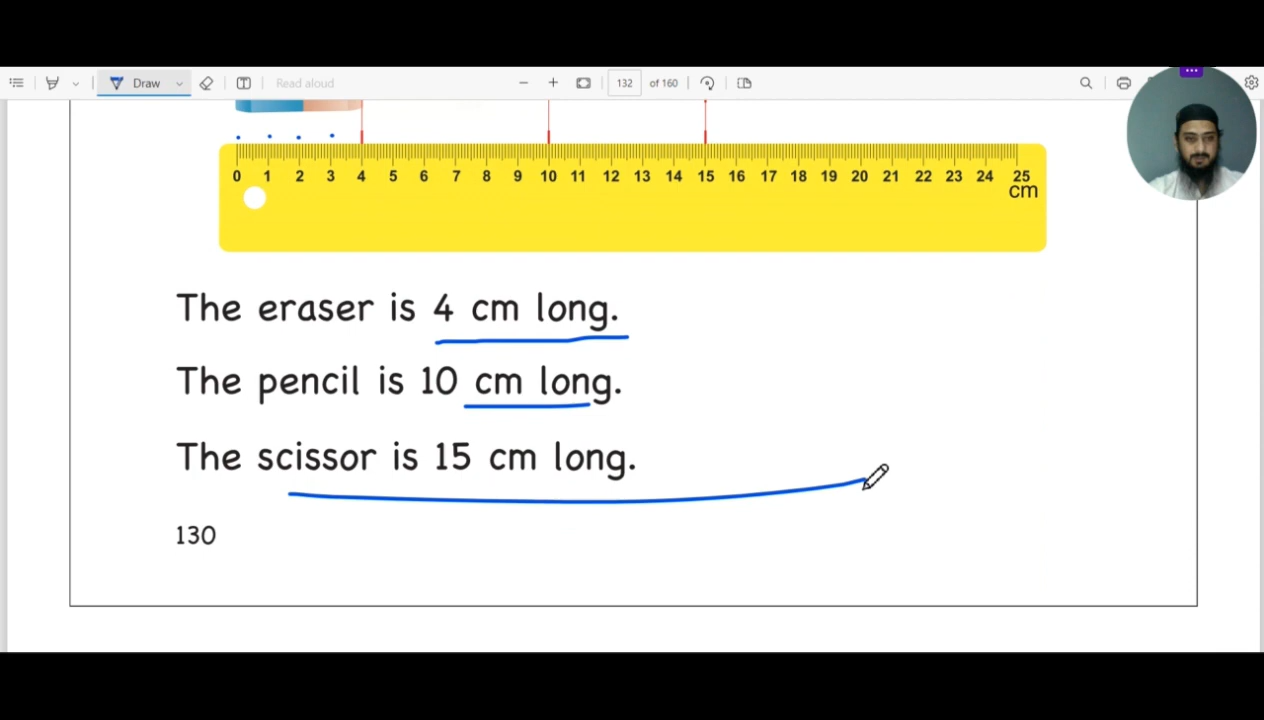 Draw Read aloud 132 of 160
0 1 2 3 4 5 6 7 8 9 10 11 12 13 14 15 16 17 18 19 20 21 22 23 24 25
cm
The eraser is 4 cm long.
The pencil is 10 cm long.
The scissor is 15 cm long.
130